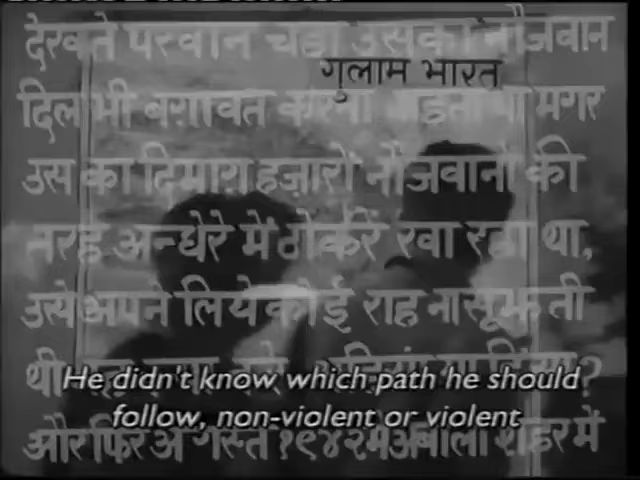 देखते परवान चढ़ा उसका नौजवान
गुलाम भारत
दिल भी बग़ावत मगर
उस का दिमाग़ हज़ारों नौजवानों की
तरह अन्धेरे में ठोकरें खा रहा था,
अपने लिये कोई राह ना सूझती
थी ?
He didn't know which path he should
follow, non-violent or violent
और फिर अगस्त १९४२ में शहर में